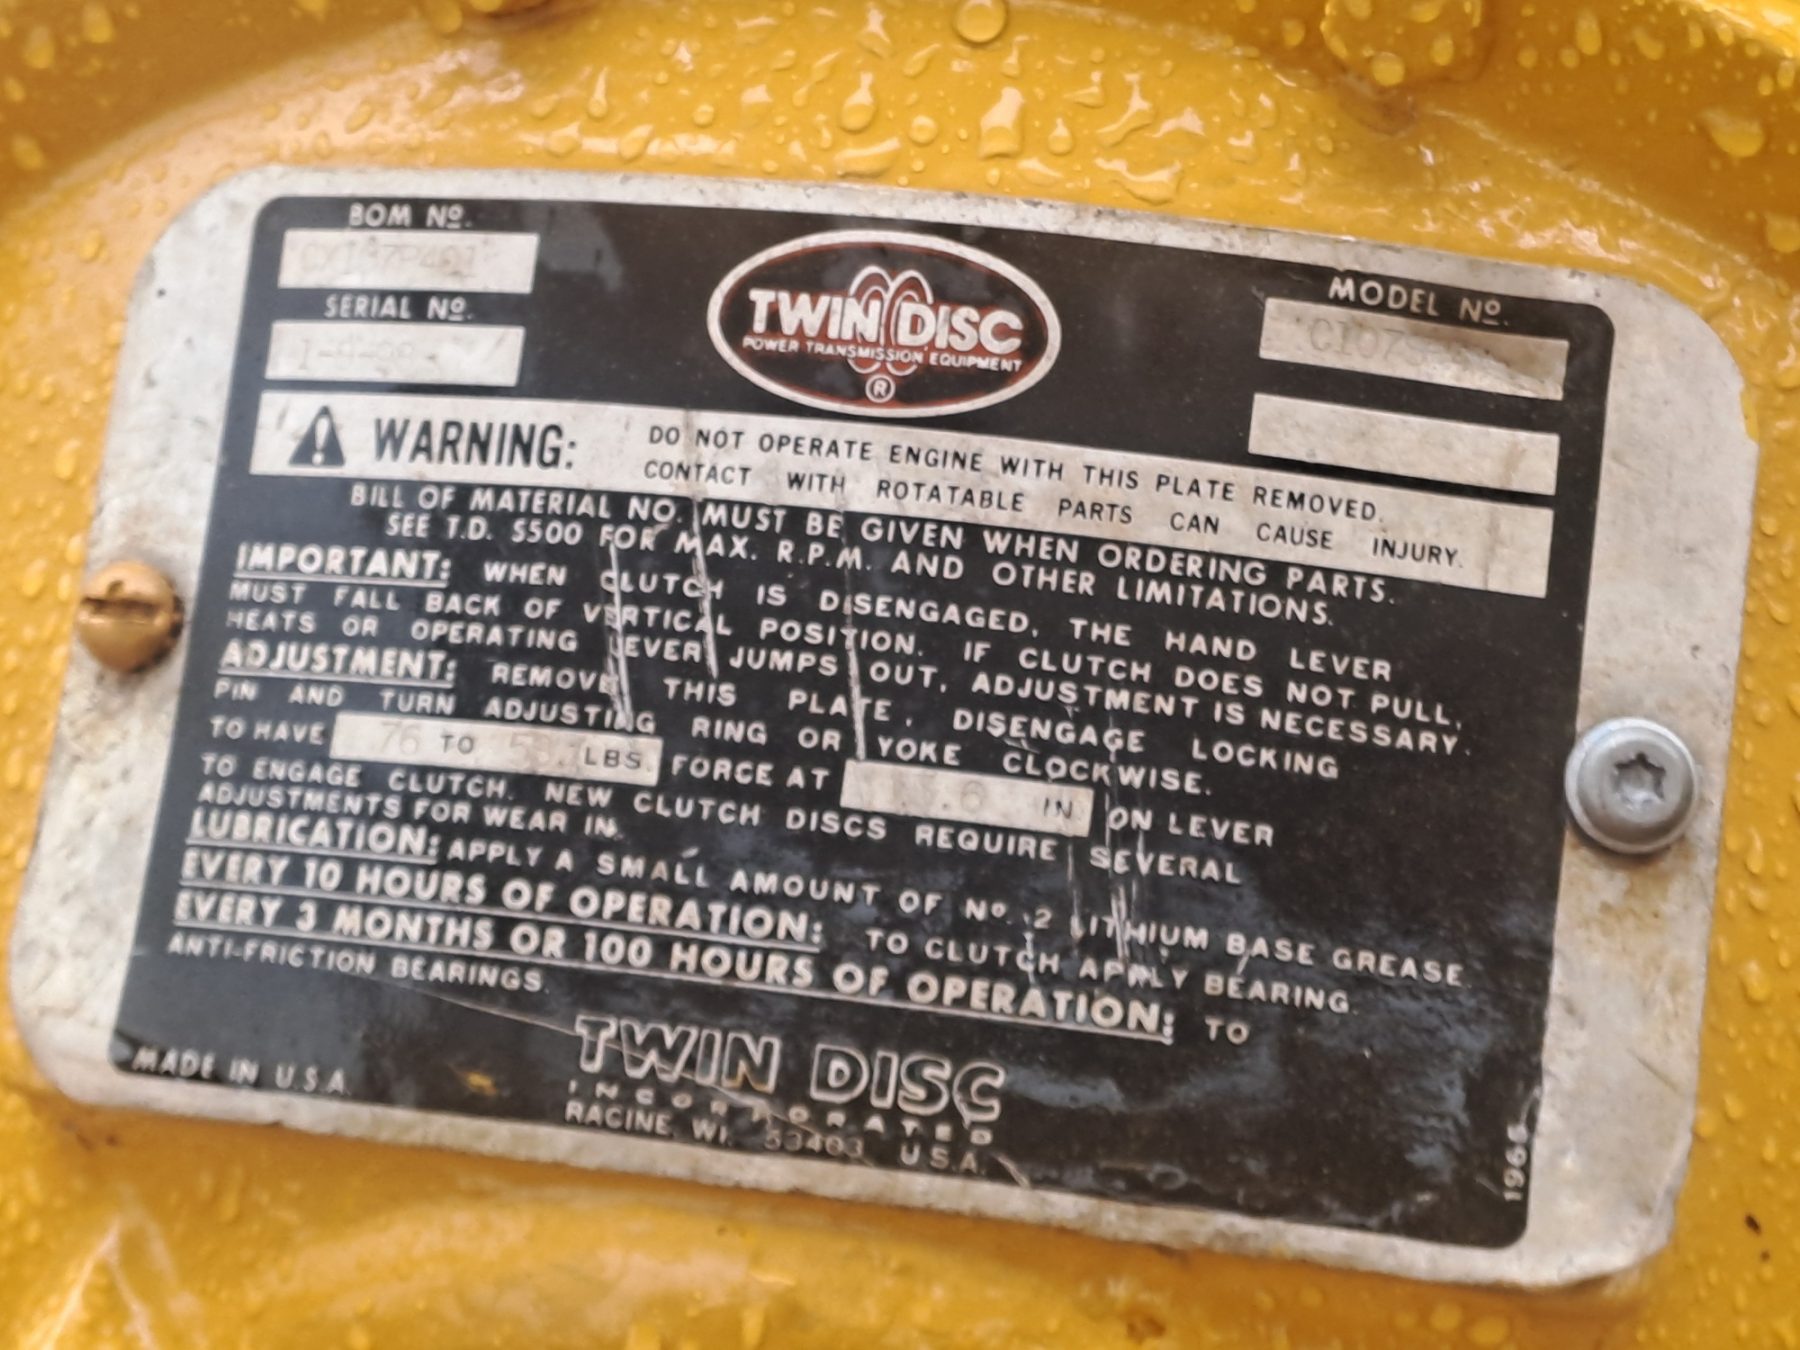 BOM Nº.
SERIAL Nº.
TWIN DISC
POWER TRANSMISSION EQUIPMENT
®
MODEL Nº.
WARNING: DO NOT OPERATE ENGINE WITH THIS PLATE REMOVED.
CONTACT WITH ROTATABLE PARTS CAN CAUSE INJURY.
BILL OF MATERIAL NO. MUST BE GIVEN WHEN ORDERING PARTS.
SEE T.D. S500 FOR MAX. R.P.M. AND OTHER LIMITATIONS.
IMPORTANT: WHEN CLUTCH IS DISENGAGED, THE HAND LEVER
MUST FALL BACK OF VERTICAL POSITION. IF CLUTCH DOES NOT PULL,
HEATS OR OPERATING LEVER JUMPS OUT, ADJUSTMENT IS NECESSARY.
ADJUSTMENT: REMOVE THIS PLATE, DISENGAGE LOCKING
PIN AND TURN ADJUSTING RING OR YOKE CLOCKWISE.
TO HAVE 76 TO LBS. FORCE AT IN. ON LEVER
TO ENGAGE CLUTCH. NEW CLUTCH DISCS REQUIRE SEVERAL
ADJUSTMENTS FOR WEAR IN.
LUBRICATION: APPLY A SMALL AMOUNT OF Nº. 2 LITHIUM BASE GREASE
EVERY 10 HOURS OF OPERATION: TO CLUTCH APPLY BEARING.
EVERY 3 MONTHS OR 100 HOURS OF OPERATION: TO
ANTI-FRICTION BEARINGS.
TWIN DISC
INCORPORATED
RACINE, WI. 53403 U.S.A.
MADE IN U.S.A.